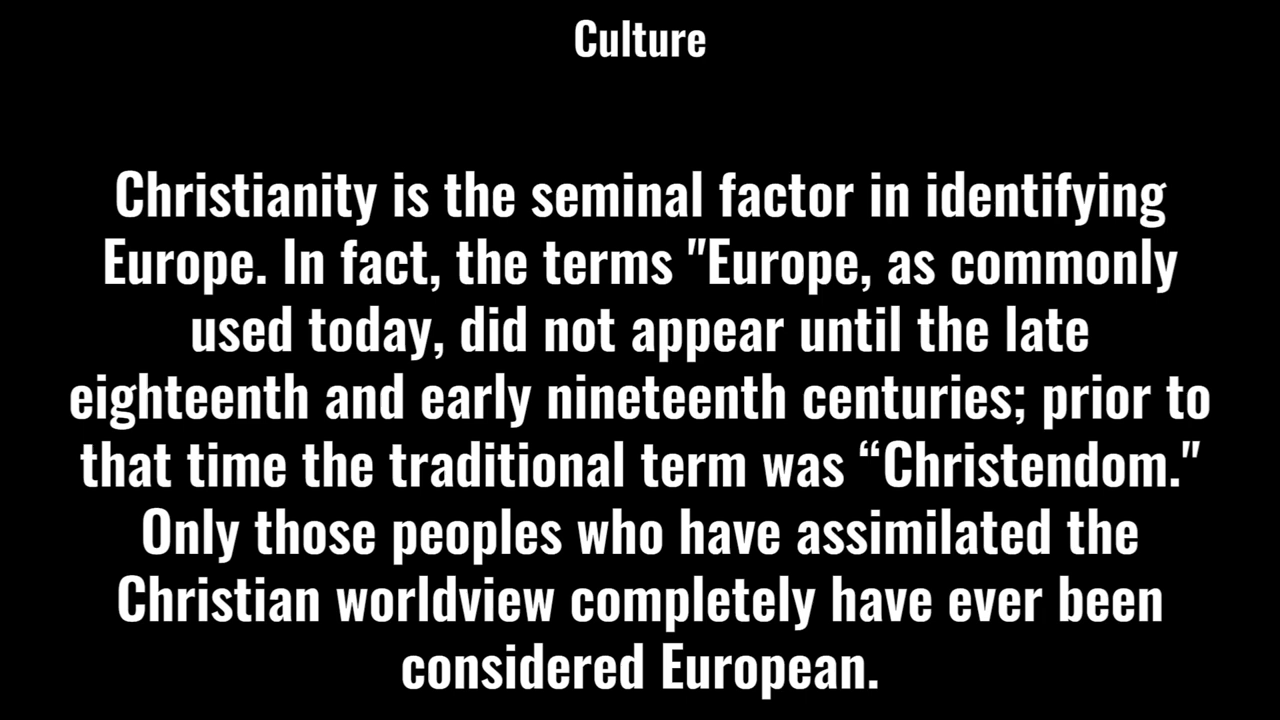 Culture
Christianity is the seminal factor in identifying
Europe. In fact, the terms "Europe, as commonly
used today, did not appear until the late
eighteenth and early nineteenth centuries; prior to
that time the traditional term was “Christendom."
Only those peoples who have assimilated the
Christian worldview completely have ever been
considered European.